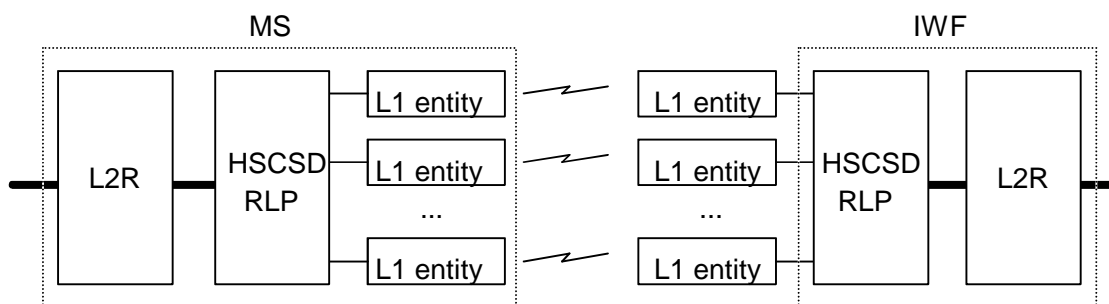 MS
IWF
L1 entity
L1 entity
L1 entity
L1 entity
L2R
HSCSD
RLP
HSCSD
RLP
L2R
...
...
L1 entity
L1 entity